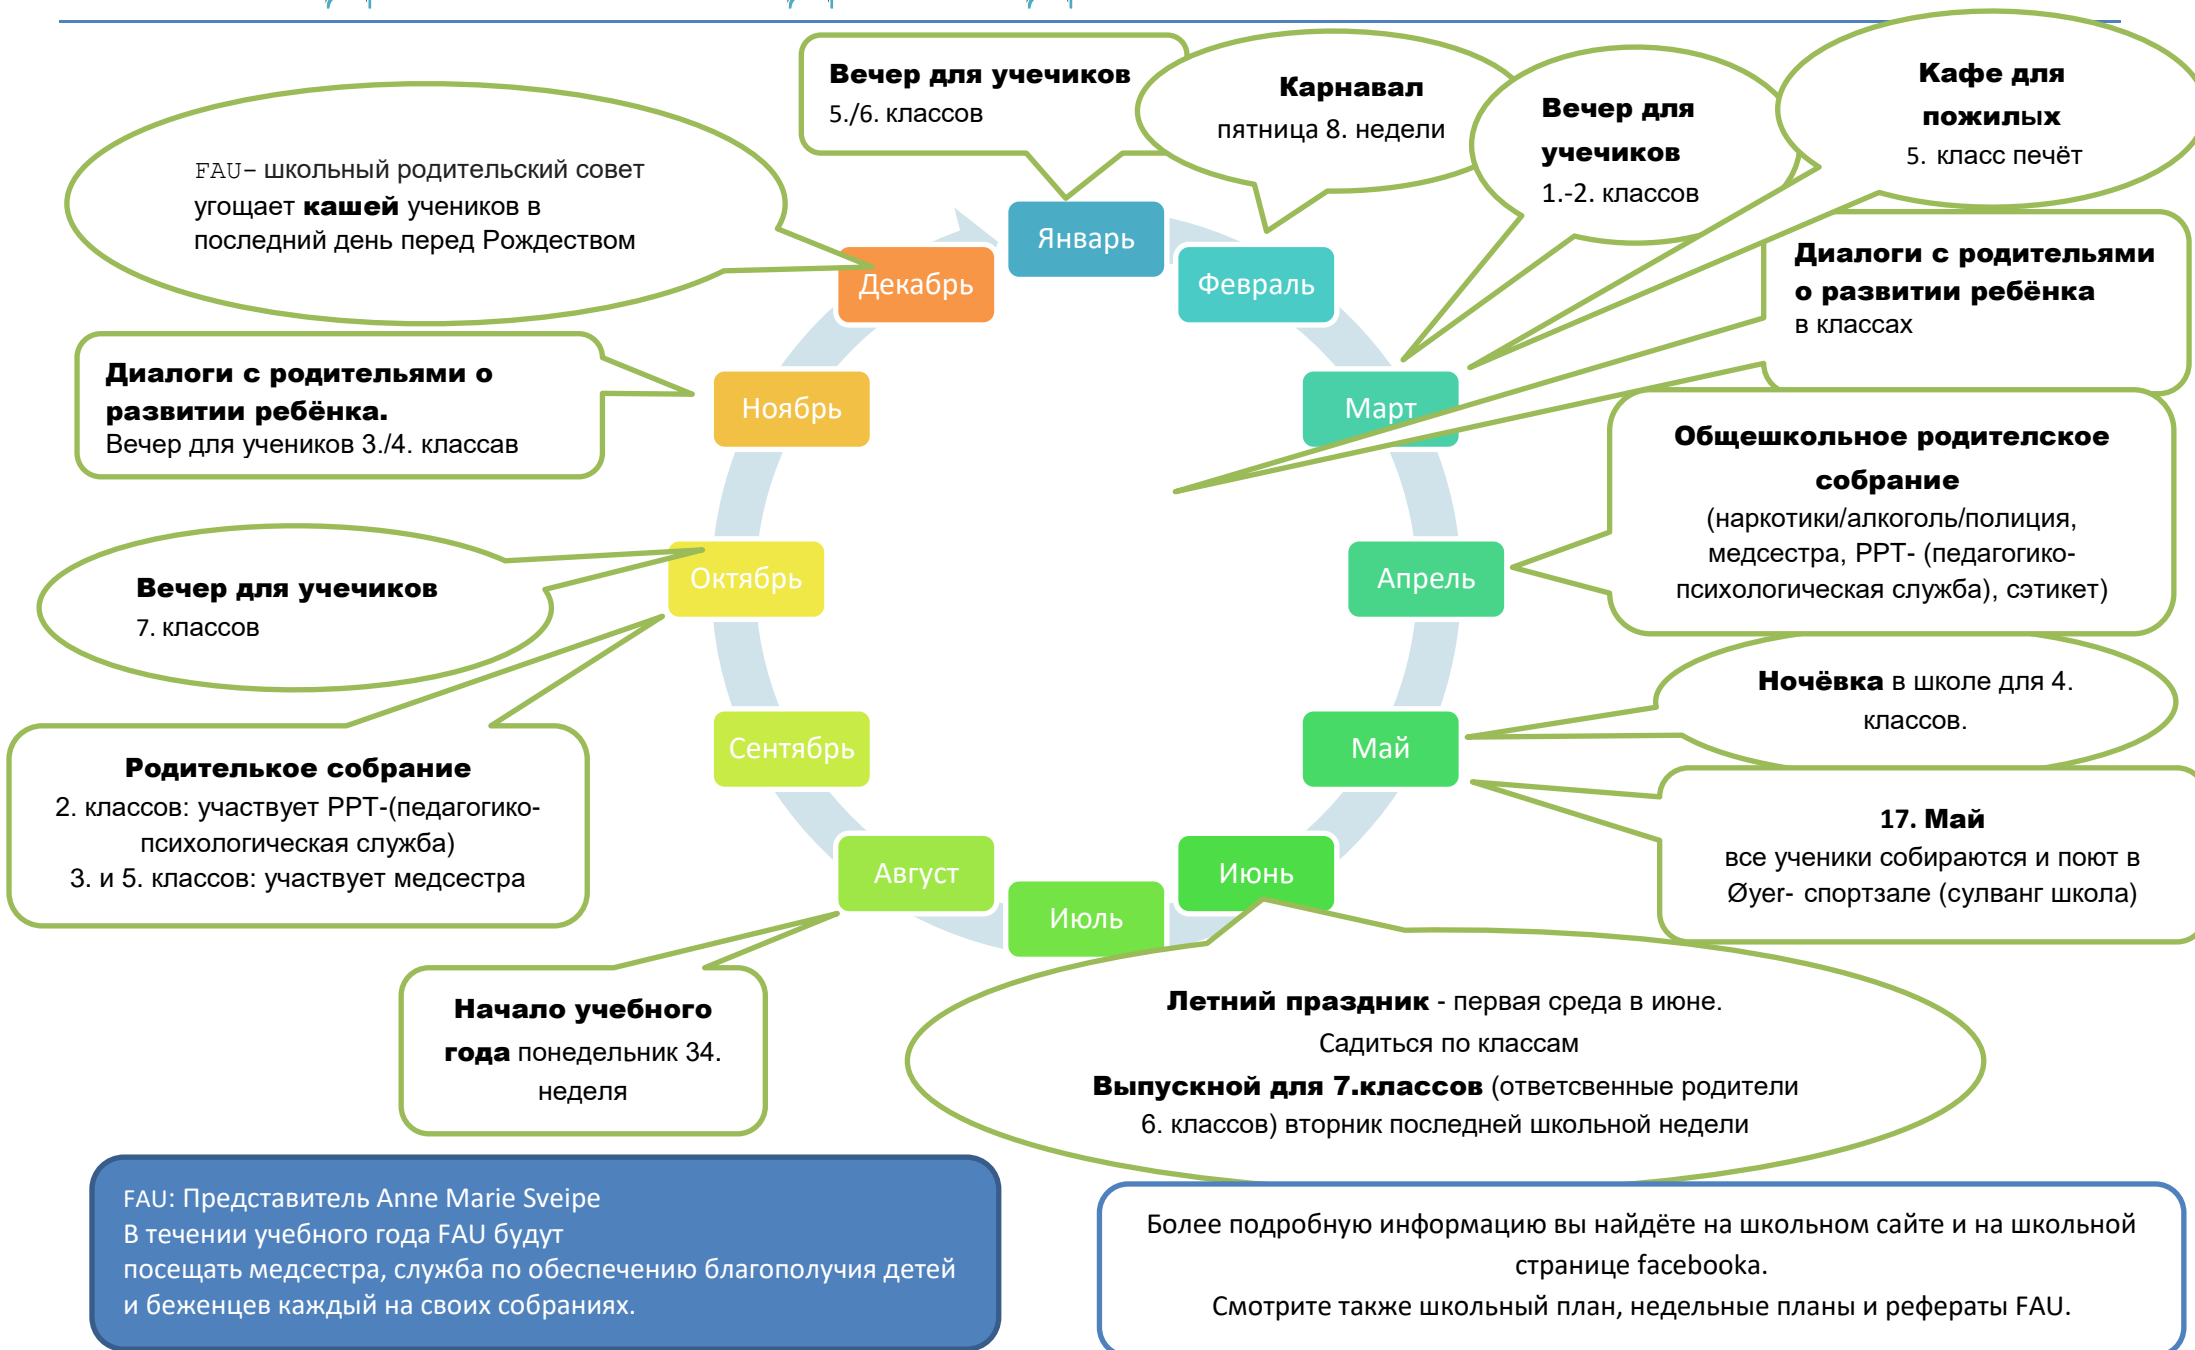 Вечер для учечиков
5./6. классов
Карнавал
пятница 8. недели
Вечер для
учечиков
1.-2. классов
Кафе для
пожилых
5. класс печёт
FAU– школьный родительский совет
угощает кашей учеников в
последний день перед Рождеством
Январь
Февраль
Декабрь
Диалоги с родительями
о развитии ребёнка
в классах
Диалоги с родительями о
развитии ребёнка.
Вечер для учеников 3./4. классав
Ноябрь
Март
Общешкольное родителское
собрание
(наркотики/алкоголь/полиция,
медсестра, PPT- (педагогико-
психологическая служба), сэтикет)
Вечер для учечиков
7. классов
Октябрь
Апрель
Ночёвка в школе для 4.
классов.
Сентябрь
Май
Родителькое собрание
2. классов: участвует PPT-(педагогико-
психологическая служба)
3. и 5. классов: участвует медсестра
17. Май
все ученики собираются и поют в
Øyer- спортзале (сулванг школа)
Август
Июль
Июнь
Начало учебного
года понедельник 34.
неделя
Летний праздник - первая среда в июне.
Садиться по классам
Выпускной для 7.классов (ответсвенные родители
6. классов) вторник последней школьной недели
FAU: Представитель Anne Marie Sveipe
В течении учебного года FAU будут
посещать медсестра, служба по обеспечению благополучия детей
и беженцев каждый на своих собраниях.
Более подробную информацию вы найдёте на школьном сайте и на школьной
странице facebooka.
Смотрите также школьный план, недельные планы и рефераты FAU.